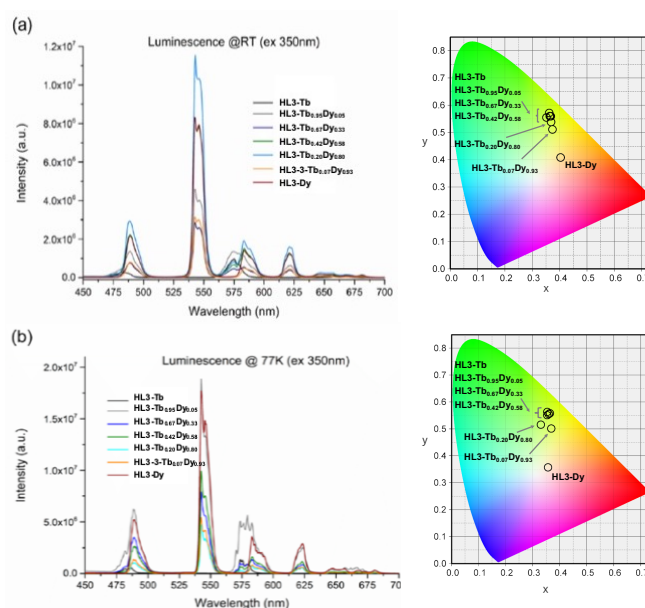 (a)
Luminescence @RT (ex 350nm)
HL3-Tb
HL3-Tb0.95Dy0.05
HL3-Tb0.67Dy0.33
HL3-Tb0.42Dy0.58
HL3-Tb0.20Dy0.80
HL3-3-Tb0.07Dy0.93
HL3-Dy
Intensity (a.u.)
1.2x10⁷
1.0x10⁷
8.0x10⁶
6.0x10⁶
4.0x10⁶
2.0x10⁶
0.0
450 475 500 525 550 575 600 625 650 675 700
Wavelength (nm)
0.8
0.7
0.6
0.5
0.4
0.3
0.2
0.1
0.0
y
HL3-Tb
HL3-Tb0.95Dy0.05
HL3-Tb0.67Dy0.33
HL3-Tb0.42Dy0.58
HL3-Tb0.20Dy0.80
HL3-Tb0.07Dy0.93
HL3-Dy
0.0 0.1 0.2 0.3 0.4 0.5 0.6 0.7
x
(b)
Luminescence @ 77K (ex 350nm)
HL3-Tb
HL3-Tb0.95Dy0.05
HL3-Tb0.67Dy0.33
HL3-Tb0.42Dy0.58
HL3-Tb0.20Dy0.80
HL3-3-Tb0.07Dy0.93
HL3-Dy
Intensity (a.u.)
2.0x10⁷
1.5x10⁷
1.0x10⁷
5.0x10⁶
0.0
450 475 500 525 550 575 600 625 650 675 700
Wavelength (nm)
0.8
0.7
0.6
0.5
0.4
0.3
0.2
0.1
0.0
y
HL3-Tb
HL3-Tb0.95Dy0.05
HL3-Tb0.67Dy0.33
HL3-Tb0.42Dy0.58
HL3-Tb0.20Dy0.80
HL3-Tb0.07Dy0.93
HL3-Dy
0.0 0.1 0.2 0.3 0.4 0.5 0.6 0.7
x